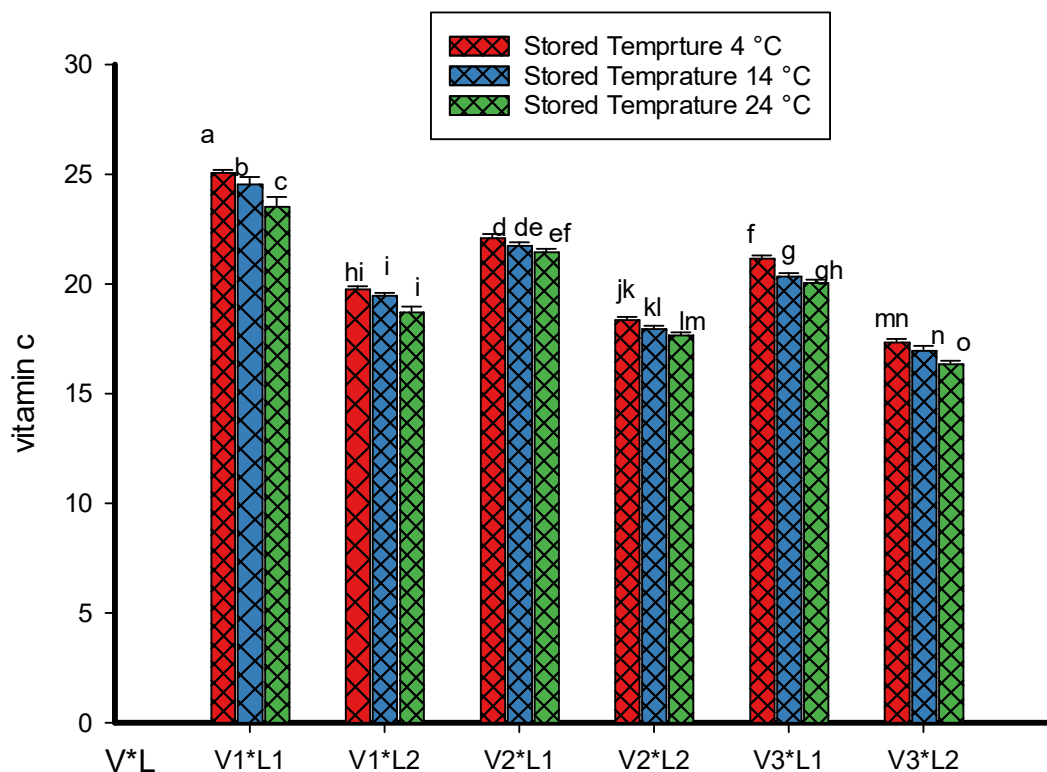 Stored Temprture 4 °C
Stored Temprature 14 °C
Stored Temprature 24 °C
30
25
20
15
10
5
0
vitamin c
a
b
c
hi
i
i
d
de
ef
jk
kl
lm
f
g
gh
mn
n
o
V*L
V1*L1
V1*L2
V2*L1
V2*L2
V3*L1
V3*L2